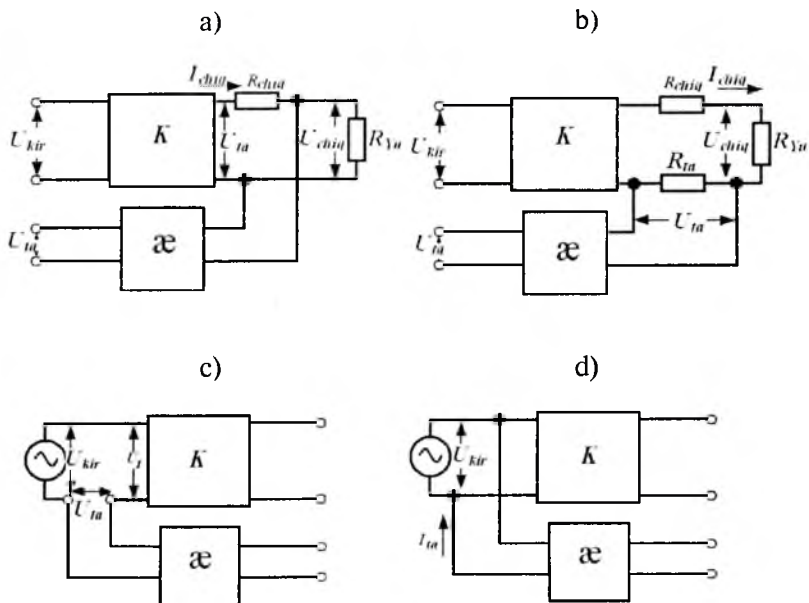 a)
b)
I chiq R chiq
R chiq I chiq
U kir K U ta U chiq R Yu
U kir K U chiq R Yu
R ta
U ta æ
U ta æ U ta
c)
d)
U kir K
U kir K
U ta
I ta
æ
æ